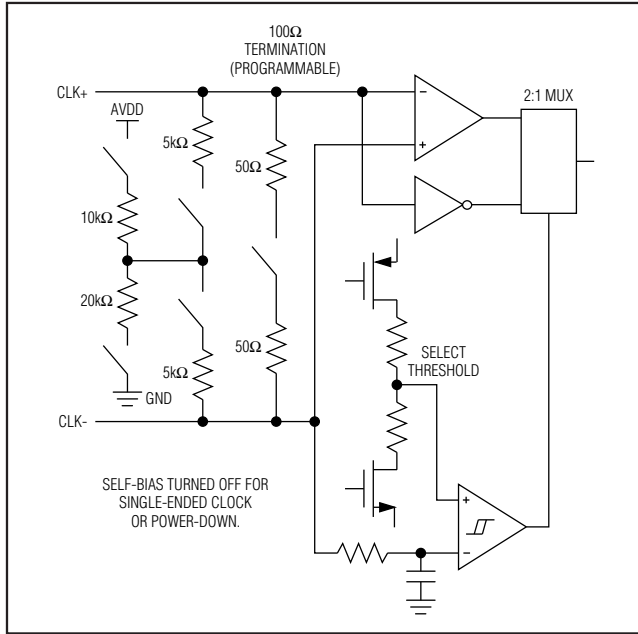 100Ω
TERMINATION
(PROGRAMMABLE)
CLK+
AVDD
2:1 MUX
5kΩ
50Ω
10kΩ
20kΩ
5kΩ
50Ω
GND
SELECT
THRESHOLD
CLK-
SELF-BIAS TURNED OFF FOR
SINGLE-ENDED CLOCK
OR POWER-DOWN.
−
+
+
−